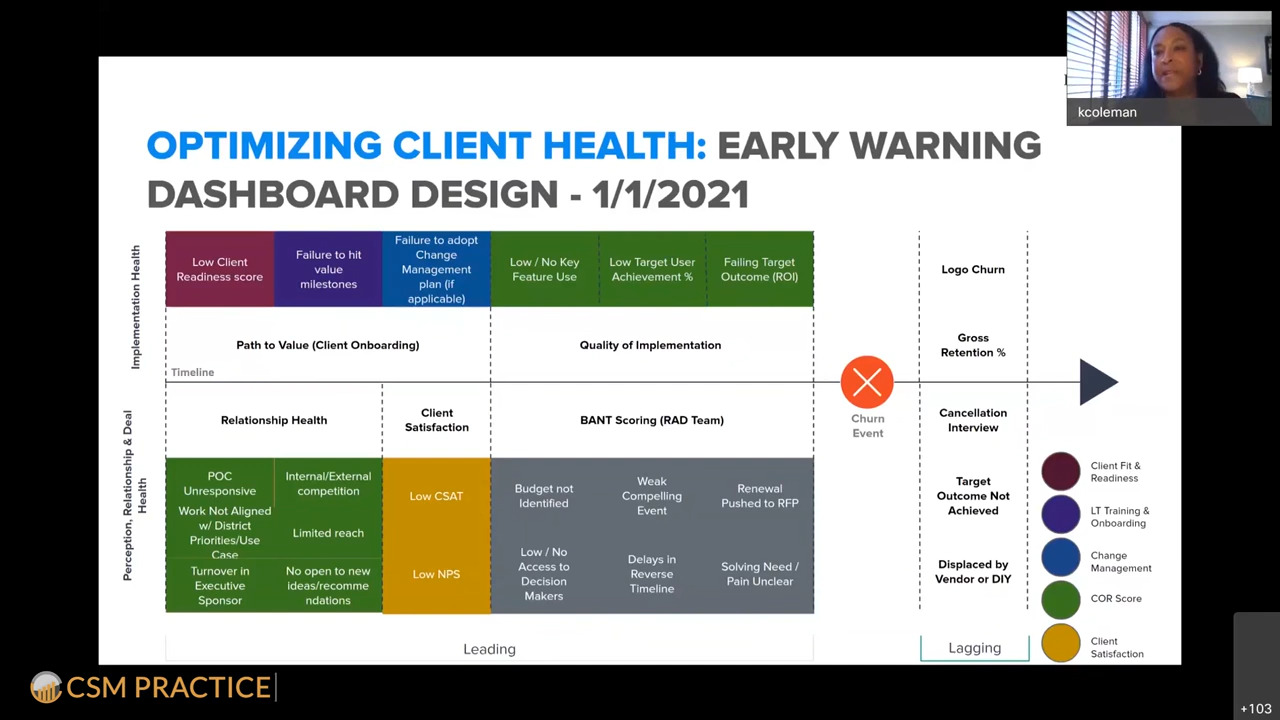 kcoleman
OPTIMIZING CLIENT HEALTH: EARLY WARNING
DASHBOARD DESIGN - 1/1/2021
Implementation Health
Low Client
Readiness score
Failure to hit
value
milestones
Failure to adopt
Change
Management
plan (if
applicable)
Low / No Key
Feature Use
Low Target User
Achievement %
Failing Target
Outcome (ROI)
Logo Churn
Path to Value (Client Onboarding)
Quality of Implementation
Gross
Retention %
Timeline
Churn
Event
Perception, Relationship & Deal
Health
Relationship Health
Client
Satisfaction
BANT Scoring (RAD Team)
Cancellation
Interview
POC
Unresponsive
Internal/External
competition
Work Not Aligned
w/ District
Priorities/Use
Case
Limited reach
Turnover in
Executive
Sponsor
No open to new
ideas/recomme
ndations
Low CSAT
Low NPS
Budget not
Identified
Weak
Compelling
Event
Renewal
Pushed to RFP
Low / No
Access to
Decision
Makers
Delays in
Reverse
Timeline
Solving Need /
Pain Unclear
Target
Outcome Not
Achieved
Displaced by
Vendor or DIY
Client Fit &
Readiness
LT Training &
Onboarding
Change
Management
COR Score
Client
Satisfaction
Leading
Lagging
CSM PRACTICE
+103